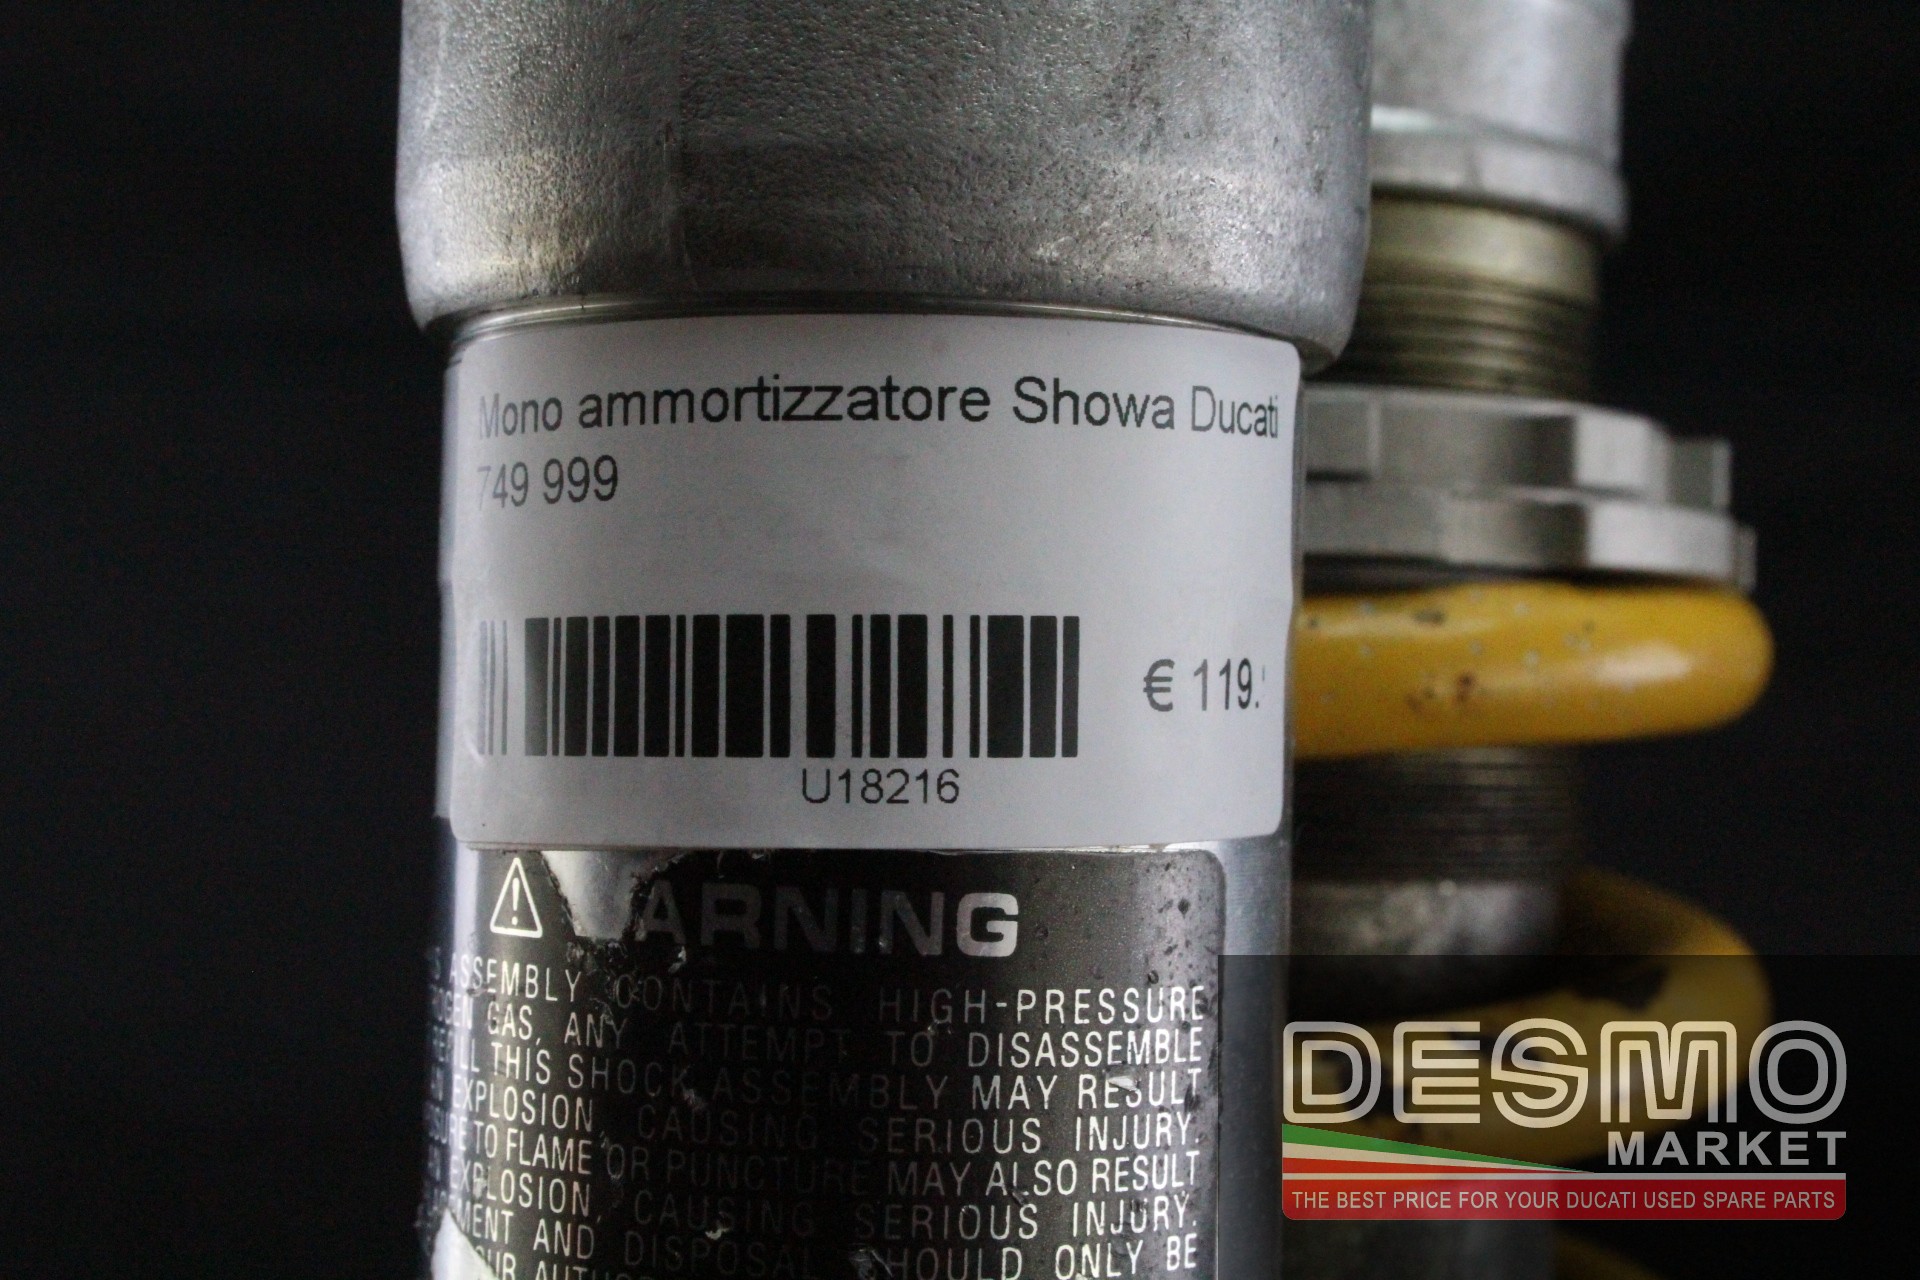 Mono ammortizzatore Showa Ducati
749 999
€ 119.
U18216
WARNING
ASSEMBLY CONTAINS HIGH-PRESSURE
GAS, ANY ATTEMPT TO DISASSEMBLE
THIS SHOCK ASSEMBLY MAY RESULT
EXPLOSION, CAUSING SERIOUS INJURY.
TO FLAME OR PUNCTURE MAY ALSO RESULT
EXPLOSION, CAUSING SERIOUS INJURY.
AND DISPOSAL SHOULD ONLY BE
DESMO
MARKET
THE BEST PRICE FOR YOUR DUCATI USED SPARE PARTS